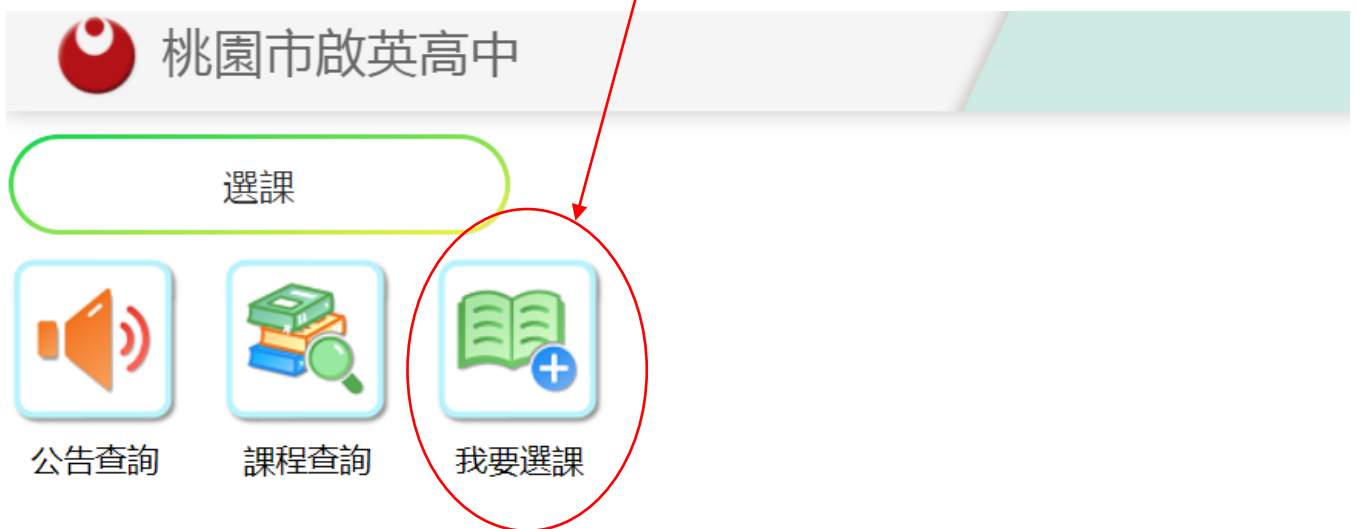 桃園市啟英高中
選課
公告查詢
課程查詢
我要選課